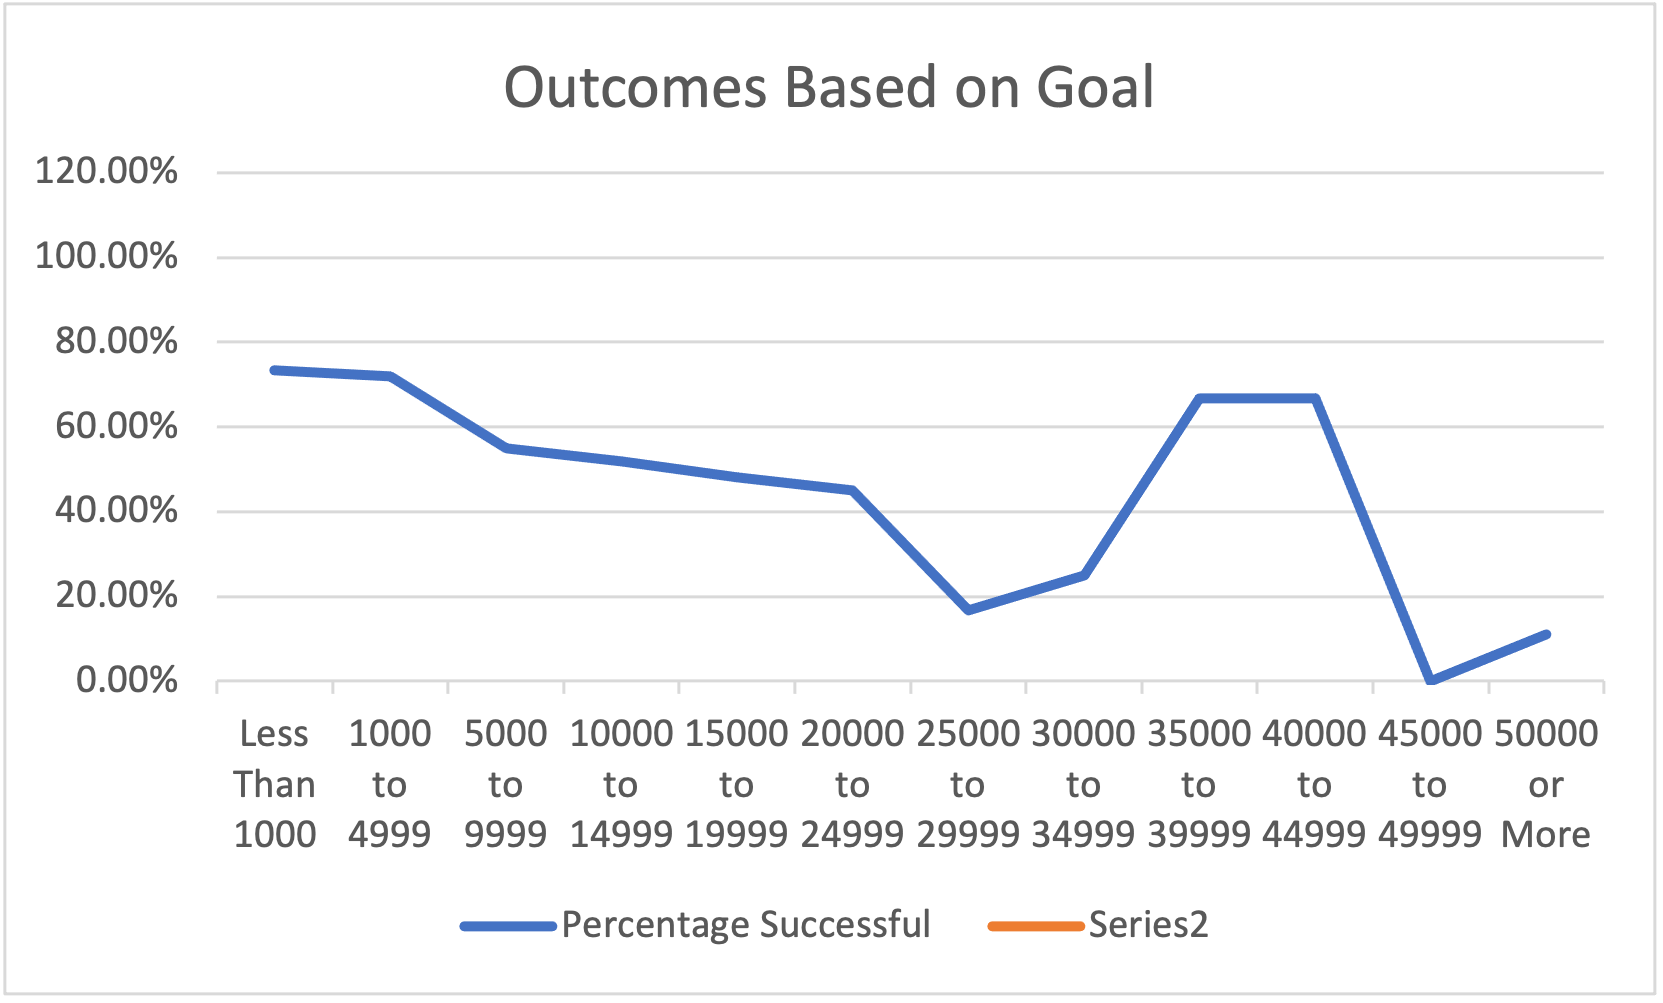 Outcomes Based on Goal
120.00%
100.00%
80.00%
60.00%
40.00%
20.00%
0.00%
Less Than 1000
1000 to 4999
5000 to 9999
10000 to 14999
15000 to 19999
20000 to 24999
25000 to 29999
30000 to 34999
35000 to 39999
40000 to 44999
45000 to 49999
50000 or More
Percentage Successful
Series2